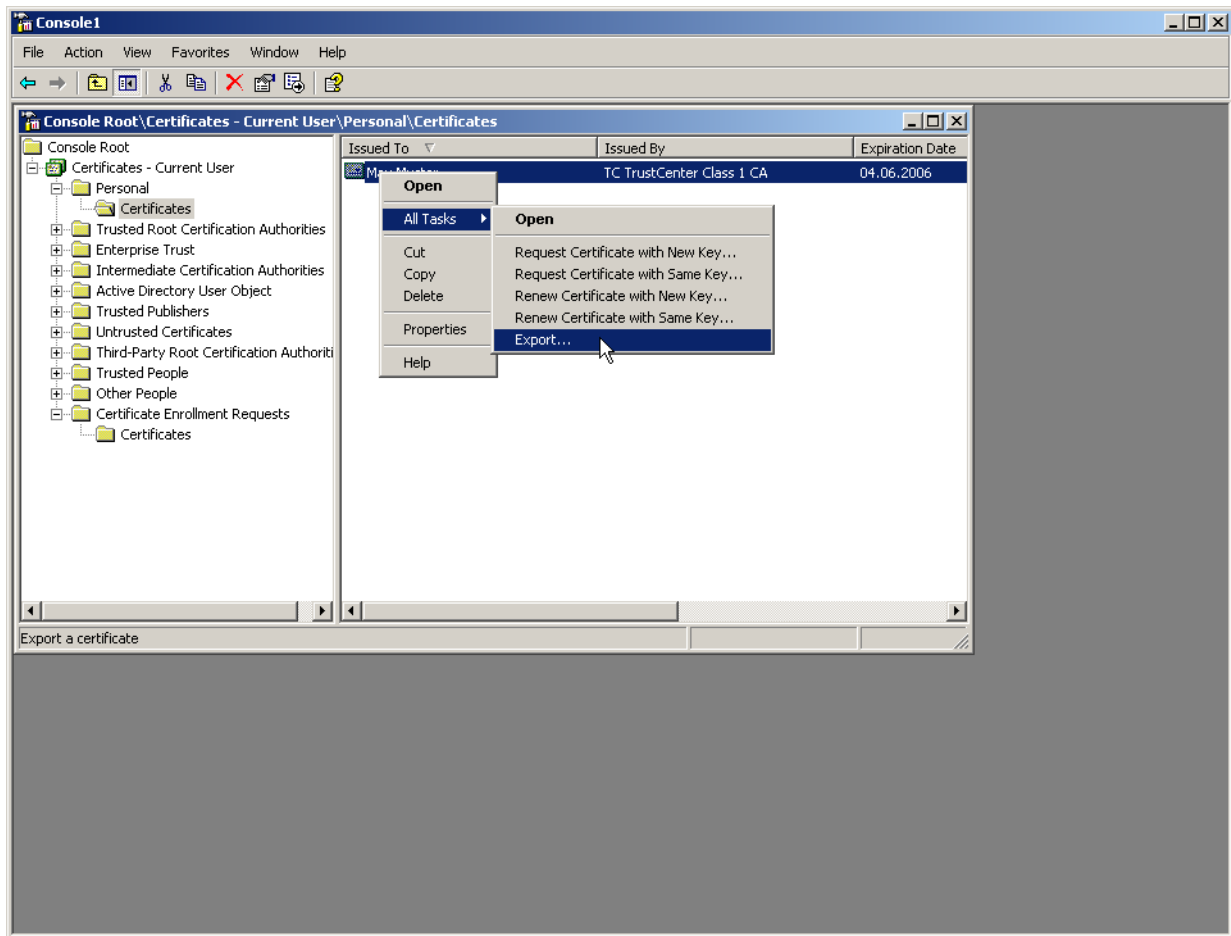 Console1
File Action View Favorites Window Help
Console Root\Certificates - Current User\Personal\Certificates
Console Root
Certificates - Current User
Personal
Certificates
Trusted Root Certification Authorities
Enterprise Trust
Intermediate Certification Authorities
Active Directory User Object
Trusted Publishers
Untrusted Certificates
Third-Party Root Certification Authoriti
Trusted People
Other People
Certificate Enrollment Requests
Certificates
Issued To Issued By Expiration Date
TC TrustCenter Class 1 CA 04.06.2006
Open
All Tasks
Cut
Copy
Delete
Properties
Help
Open
Request Certificate with New Key...
Request Certificate with Same Key...
Renew Certificate with New Key...
Renew Certificate with Same Key...
Export...
Export a certificate